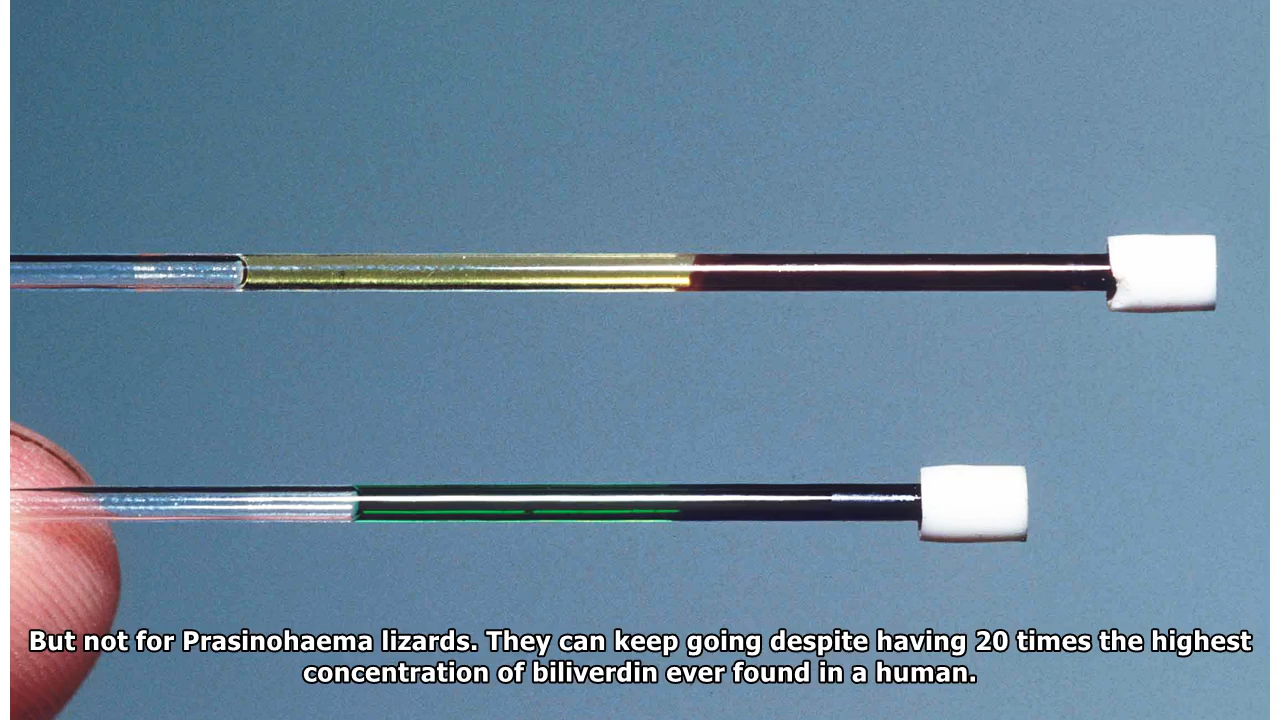 But not for Prasinohaema lizards. They can keep going despite having 20 times the highest
concentration of biliverdin ever found in a human.